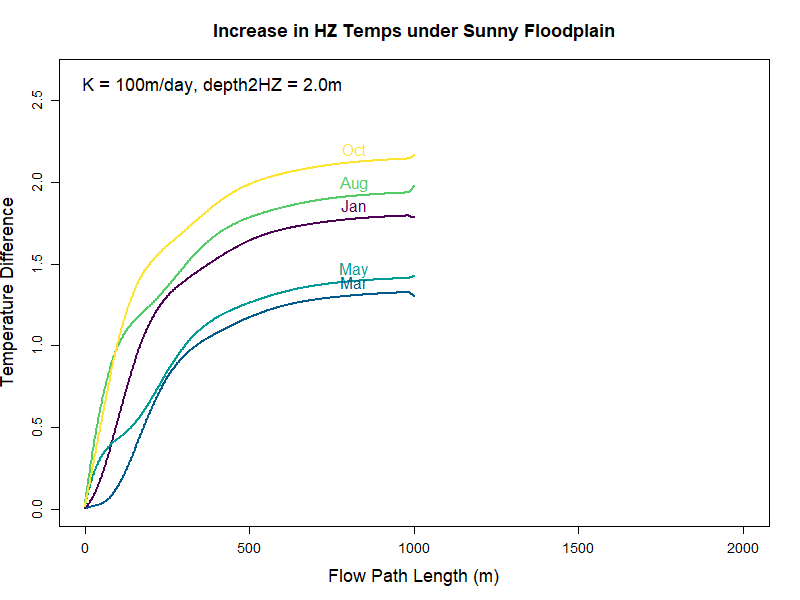 Increase in HZ Temps under Sunny Floodplain
K = 100m/day, depth2HZ = 2.0m
Temperature Difference
2.5
2.0
1.5
1.0
0.5
0.0
Oct
Aug
Jan
May
Mar
0 500 1000 1500 2000
Flow Path Length (m)